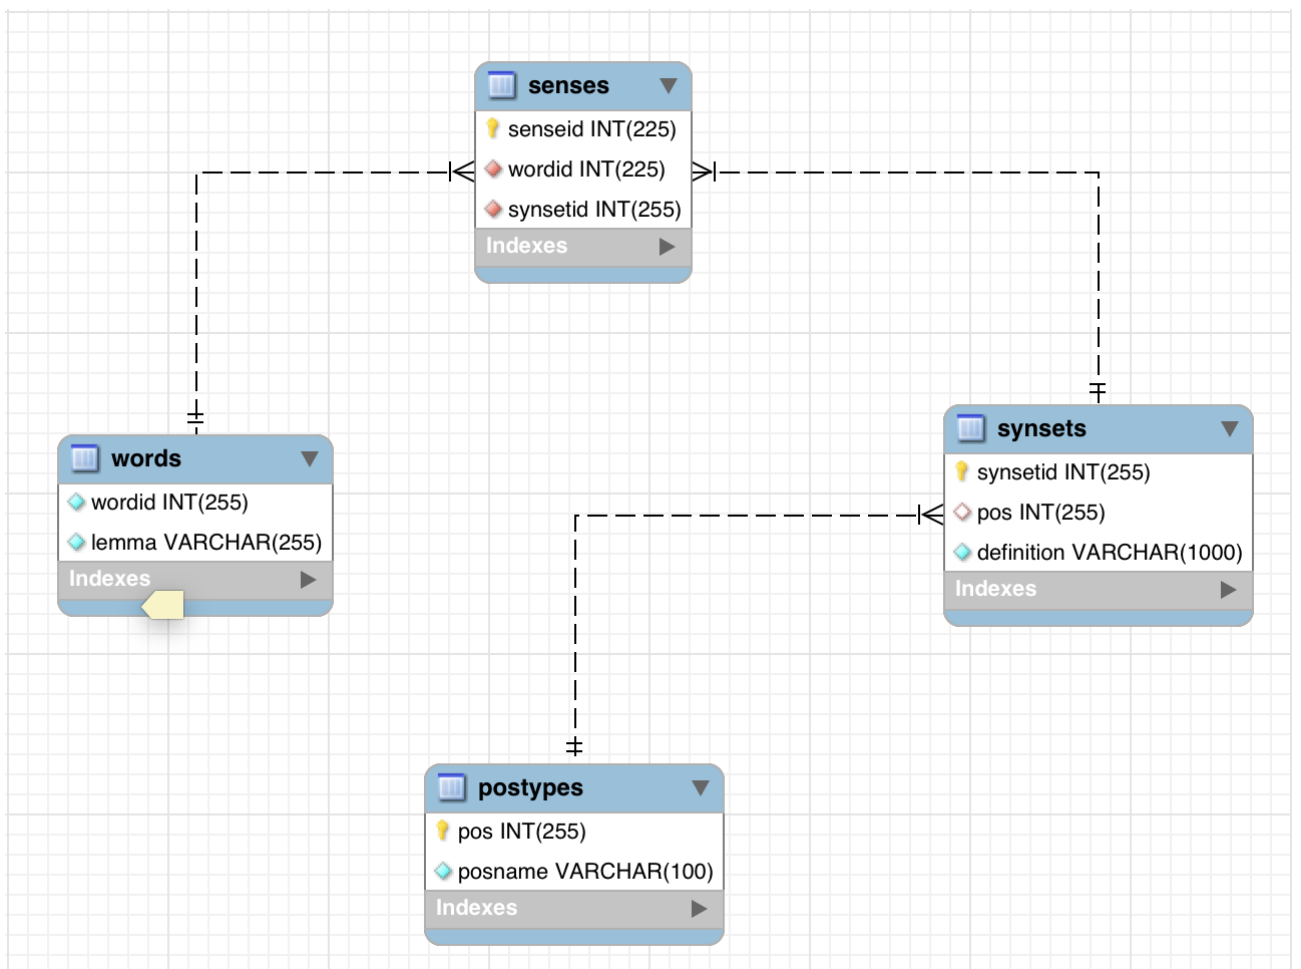 senses
senseid INT(225)
wordid INT(225)
synsetid INT(255)
Indexes
words
wordid INT(255)
lemma VARCHAR(255)
Indexes
synsets
synsetid INT(255)
pos INT(255)
definition VARCHAR(1000)
Indexes
postypes
pos INT(255)
posname VARCHAR(100)
Indexes